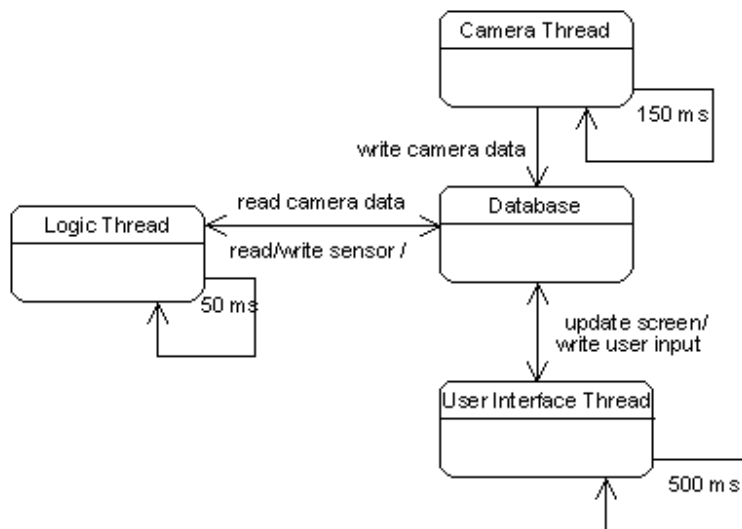 Camera Thread
150 ms
write camera data
read camera data
Database
Logic Thread
read/write sensor /
50 ms
update screen/
write user input
User Interface Thread
500 ms